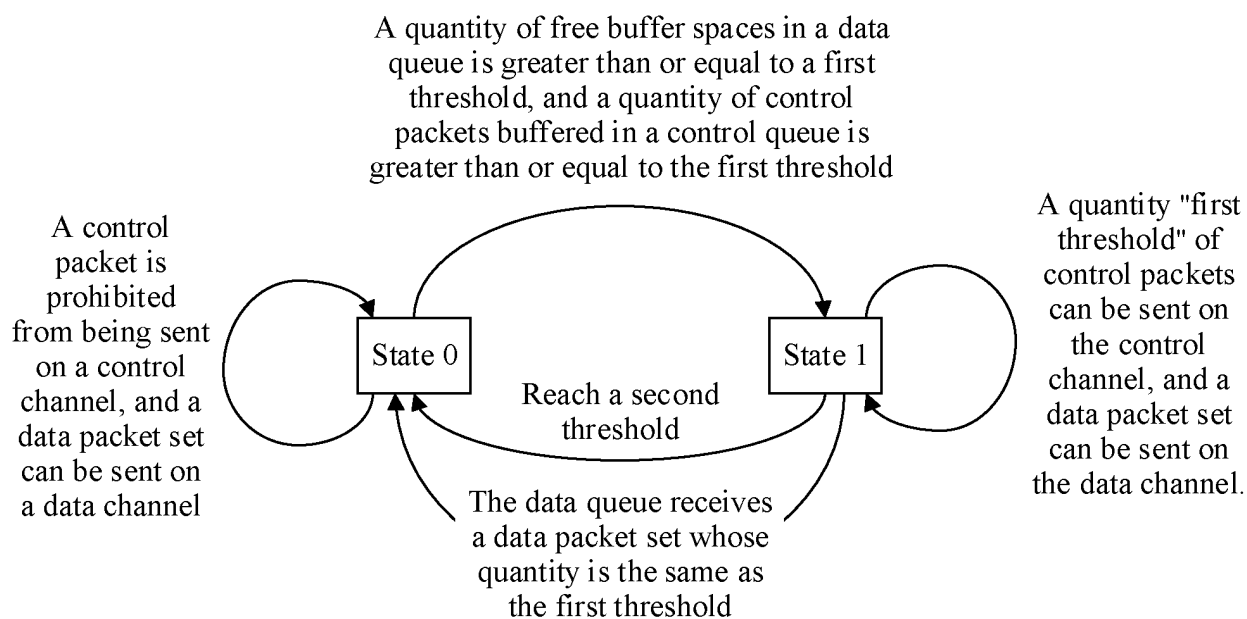 A quantity of free buffer spaces in a data
queue is greater than or equal to a first
threshold, and a quantity of control
packets buffered in a control queue is
greater than or equal to the first threshold
A control
packet is
prohibited
from being sent
on a control
channel, and a
data packet set
can be sent on
a data channel
State 0
State 1
Reach a second
threshold
The data queue receives
a data packet set whose
quantity is the same as
the first threshold
A quantity "first
threshold" of
control packets
can be sent on
the control
channel, and a
data packet set
can be sent on
the data channel.